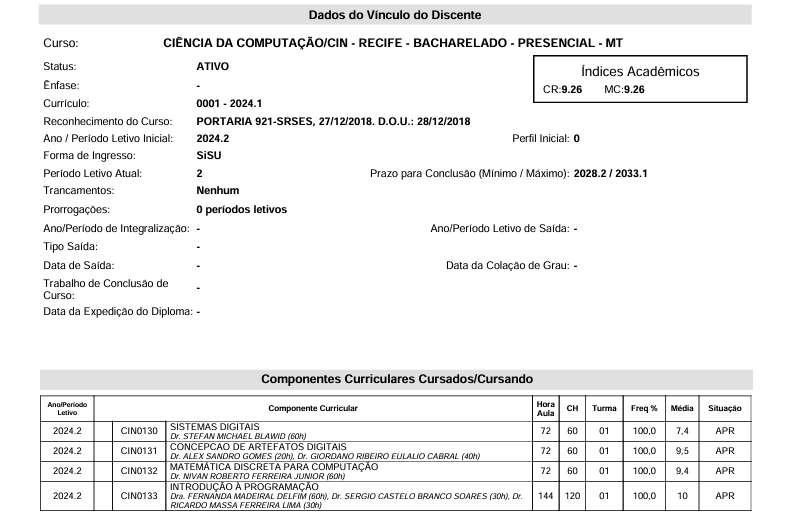 Dados do Vínculo do Discente
Curso: CIÊNCIA DA COMPUTAÇÃO/CIN - RECIFE - BACHARELADO - PRESENCIAL - MT
Status: ATIVO
Índices Acadêmicos
Ênfase: -
CR:9.26 MC:9.26
Currículo: 0001 - 2024.1
Reconhecimento do Curso: PORTARIA 921-SRSES, 27/12/2018. D.O.U.: 28/12/2018
Ano / Período Letivo Inicial: 2024.2 Perfil Inicial: 0
Forma de Ingresso: SiSU
Período Letivo Atual: 2 Prazo para Conclusão (Mínimo / Máximo): 2028.2 / 2033.1
Trancamentos: Nenhum
Prorrogações: 0 períodos letivos
Ano/Período de Integralização: - Ano/Período Letivo de Saída: -
Tipo Saída: -
Data de Saída: - Data da Colação de Grau: -
Trabalho de Conclusão de
Curso: -
Data da Expedição do Diploma: -
Componentes Curriculares Cursados/Cursando
Ano/Período Letivo Componente Curricular Hora Aula CH Turma Freq % Média Situação
2024.2 CIN0130 SISTEMAS DIGITAIS 72 60 01 100,0 7,4 APR
Dr. STEFAN MICHAEL BLAWID (60h)
2024.2 CIN0131 CONCEPCAO DE ARTEFATOS DIGITAIS 72 60 01 100,0 9,5 APR
Dr. ALEX SANDRO GOMES (20h), Dr. GIORDANO RIBEIRO EULALIO CABRAL (40h)
2024.2 CIN0132 MATEMÁTICA DISCRETA PARA COMPUTAÇÃO 72 60 01 100,0 9,4 APR
Dr. NIVAN ROBERTO FERREIRA JUNIOR (60h)
2024.2 CIN0133 INTRODUÇÃO À PROGRAMAÇÃO 144 120 01 100,0 10 APR
Dra. FERNANDA MADEIRAL DELFIM (60h), Dr. SERGIO CASTELO BRANCO SOARES (30h), Dr.
RICARDO MASSA FERREIRA LIMA (30h)